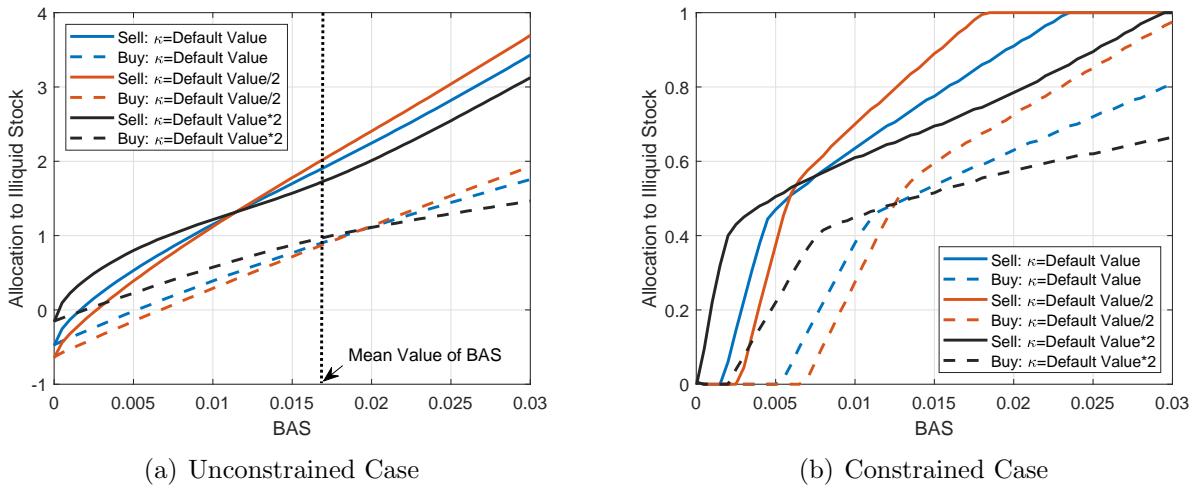 4
3
2
1
0
-1
Allocation to Illiquid Stock
Sell: κ=Default Value
Buy: κ=Default Value
Sell: κ=Default Value/2
Buy: κ=Default Value/2
Sell: κ=Default Value*2
Buy: κ=Default Value*2
Mean Value of BAS
0 0.005 0.01 0.015 0.02 0.025 0.03
BAS
(a) Unconstrained Case
1
0.8
0.6
0.4
0.2
0
Allocation to Illiquid Stock
Sell: κ=Default Value
Buy: κ=Default Value
Sell: κ=Default Value/2
Buy: κ=Default Value/2
Sell: κ=Default Value*2
Buy: κ=Default Value*2
0 0.005 0.01 0.015 0.02 0.025 0.03
BAS
(b) Constrained Case